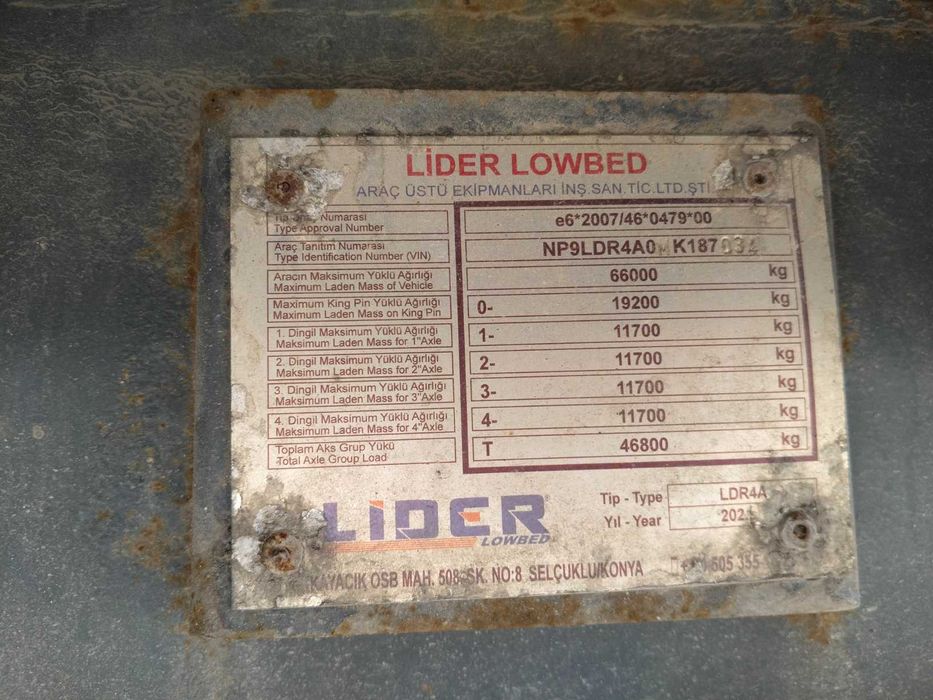 LİDER LOWBED
ARAÇ ÜSTÜ EKİPMANLARI İNŞ.SAN.TİC.LTD.ŞTİ
Tip Onay Numarası
Type Approval Number
e6*2007/46*0479*00
Araç Tanıtım Numarası
Type Identification Number (VIN)
NP9LDR4A0MK187034
Aracın Maksimum Yüklü Ağırlığı
Maximum Laden Mass of Vehicle
66000 kg
Maximum King Pin Yüklü Ağırlığı
Maximum Laden Mass on King Pin
0- 19200 kg
1. Dingil Maksimum Yüklü Ağırlığı
Maksimum Laden Mass for 1"Axle
1- 11700 kg
2. Dingil Maksimum Yüklü Ağırlığı
Maksimum Laden Mass for 2"Axle
2- 11700 kg
3. Dingil Maksimum Yüklü Ağırlığı
Maksimum Laden Mass for 3"Axle
3- 11700 kg
4. Dingil Maksimum Yüklü Ağırlığı
Maksimum Laden Mass for 4"Axle
4- 11700 kg
Toplam Aks Grup Yükü
Total Axle Group Load
T 46800 kg
LİDER
LOWBED
Tip - Type LDR4A
Yıl - Year
KAYACIK OSB MAH. 508. SK. NO:8 SELÇUKLU/KONYA
505 355